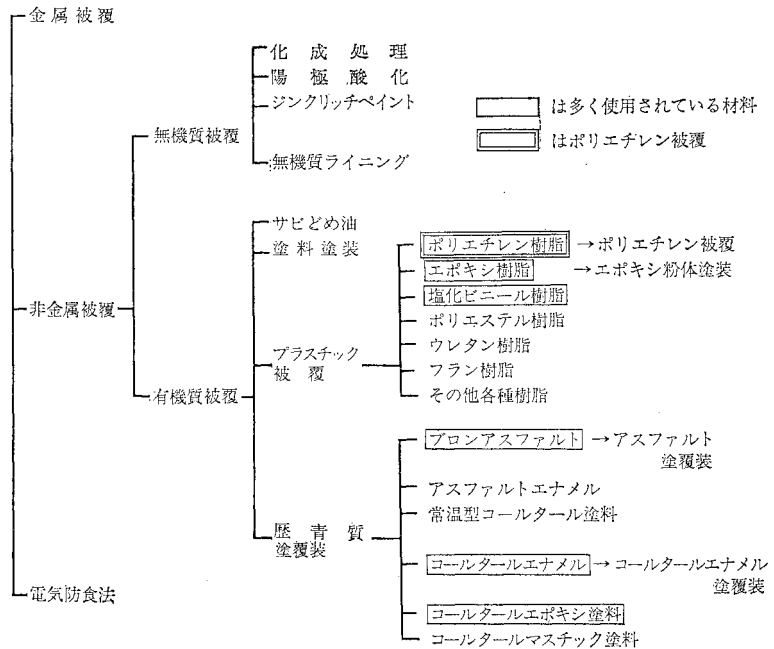 金属被覆
化成処理
陽極酸化
ジンクリッチペイント
無機質被覆
無機質ライニング
は多く使用されている材料
はポリエチレン被覆
サビどめ油
塗料塗装
ポリエチレン樹脂 →ポリエチレン被覆
エポキシ樹脂 →エポキシ粉体塗装
塩化ビニール樹脂
非金属被覆
ポリエステル樹脂
ウレタン樹脂
プラスチック
被覆
フラン樹脂
その他各種樹脂
有機質被覆
ブロンアスファルト →アスファルト
塗覆装
アスファルトエナメル
常温型コールタール塗料
歴青質
塗覆装
コールタールエナメル →コールタールエナメル
塗覆装
電気防食法
コールタールエポキシ塗料
コールタールマスチック塗料